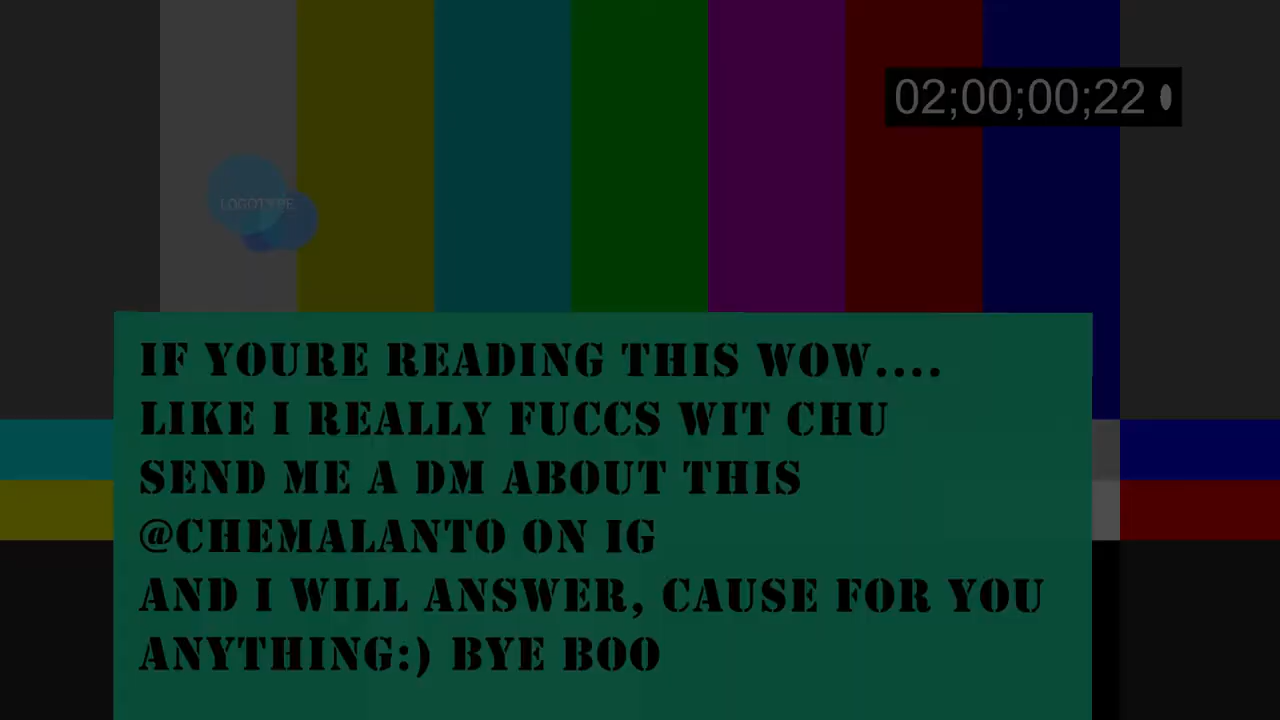 02;00;00;22
LOGOTYPE
IF YOURE READING THIS WOW....
LIKE I REALLY FUCCS WIT CHU
SEND ME A DM ABOUT THIS
@CHEMALANTO ON IG
AND I WILL ANSWER, CAUSE FOR YOU
ANYTHING:) BYE BOO